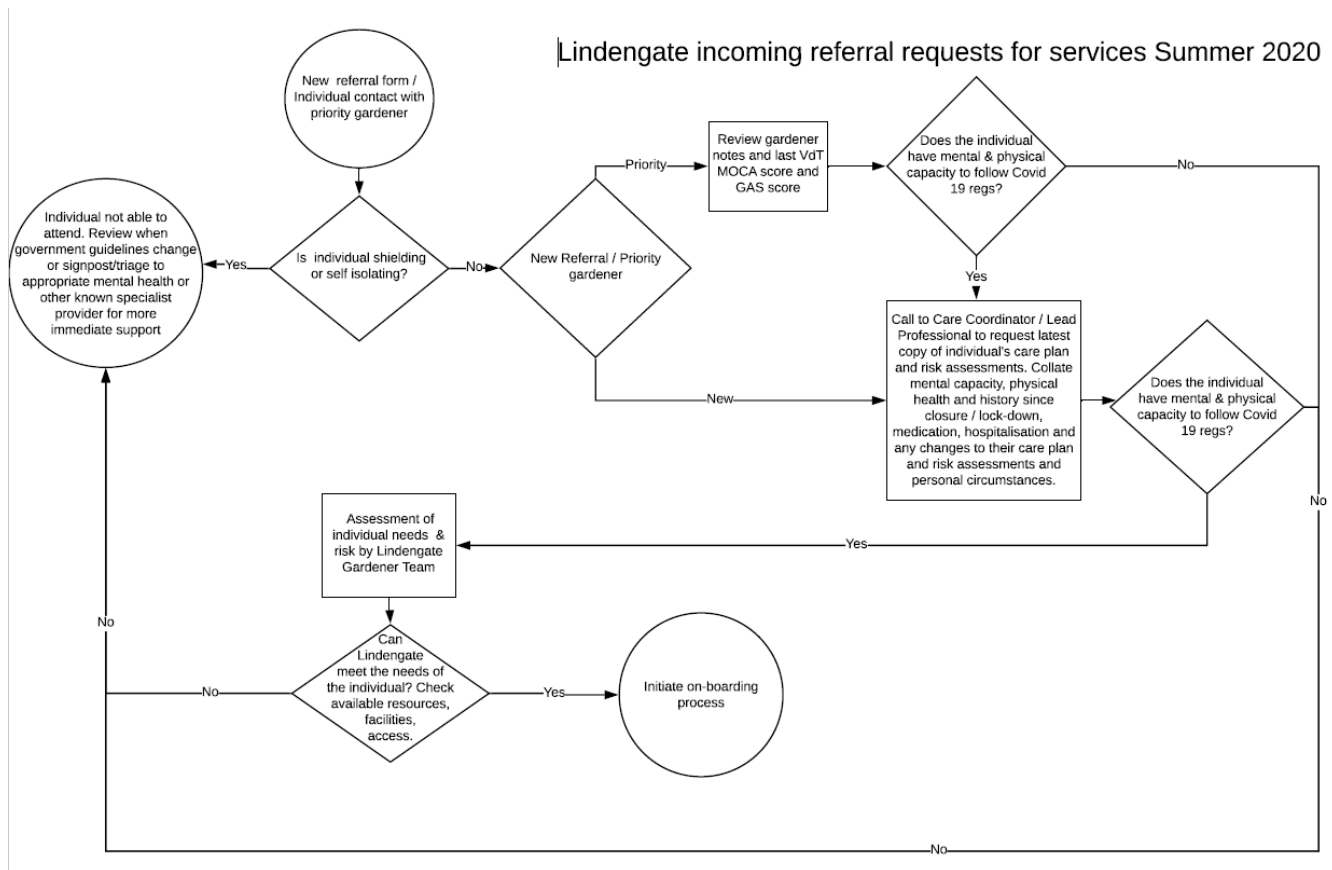 Lindengate incoming referral requests for services Summer 2020
New referral form /
Individual contact with
priority gardener
Is individual shielding
or self isolating?
Yes
No
Individual not able to
attend. Review when
government guidelines change
or signpost/triage to
appropriate mental health or
other known specialist
provider for more
immediate support
New Referral / Priority
gardener
Priority
New
Review gardener
notes and last VdT
MOCA score and
GAS score
Does the individual
have mental & physical
capacity to follow Covid
19 regs?
No
Yes
Call to Care Coordinator / Lead
Professional to request latest
copy of individual's care plan
and risk assessments. Collate
mental capacity, physical
health and history since
closure / lock-down,
medication, hospitalisation and
any changes to their care plan
and risk assessments and
personal circumstances.
Does the individual
have mental & physical
capacity to follow Covid
19 regs?
No
Yes
Assessment of
individual needs &
risk by Lindengate
Gardener Team
Can
Lindengate
meet the needs of
the individual? Check
available resources,
facilities,
access.
No
No
Yes
Initiate on-boarding
process
No